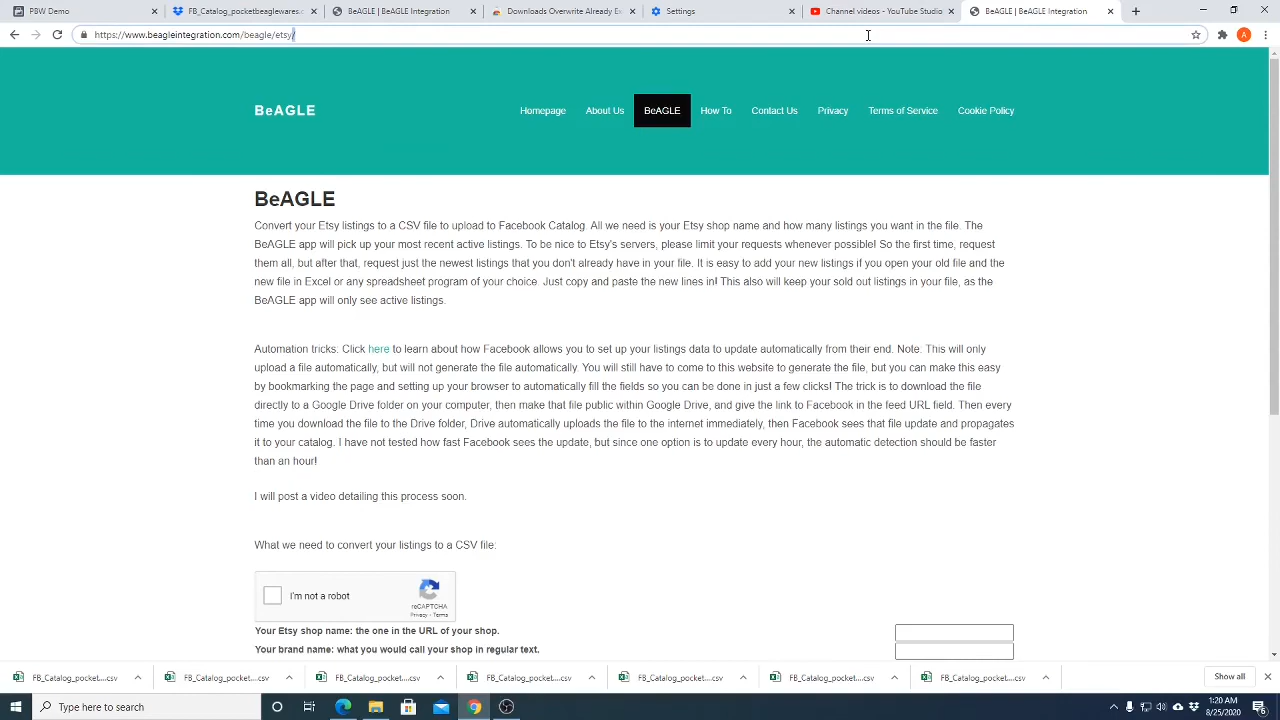 PBW Demo
FB_Catalog_pocketbeaglewares.c
BeAGLE | BeAGLE Integration
Downloads Overwrite Already Ex
Settings
Channel videos - YouTube Studio
BeAGLE | BeAGLE Integration
https://www.beagleintegration.com/beagle/etsy/
A
BeAGLE
Homepage About Us BeAGLE How To Contact Us Privacy Terms of Service Cookie Policy
BeAGLE
Convert your Etsy listings to a CSV file to upload to Facebook Catalog. All we need is your Etsy shop name and how many listings you want in the file. The
BeAGLE app will pick up your most recent active listings. To be nice to Etsy's servers, please limit your requests whenever possible! So the first time, request
them all, but after that, request just the newest listings that you don't already have in your file. It is easy to add your new listings if you open your old file and the
new file in Excel or any spreadsheet program of your choice. Just copy and paste the new lines in! This also will keep your sold out listings in your file, as the
BeAGLE app will only see active listings.
Automation tricks: Click here to learn about how Facebook allows you to set up your listings data to update automatically from their end. Note: This will only
upload a file automatically, but will not generate the file automatically. You will still have to come to this website to generate the file, but you can make this easy
by bookmarking the page and setting up your browser to automatically fill the fields so you can be done in just a few clicks! The trick is to download the file
directly to a Google Drive folder on your computer, then make that file public within Google Drive, and give the link to Facebook in the feed URL field. Then every
time you download the file to the Drive folder, Drive automatically uploads the file to the internet immediately, then Facebook sees that file update and propagates
it to your catalog. I have not tested how fast Facebook sees the update, but since one option is to update every hour, the automatic detection should be faster
than an hour!
I will post a video detailing this process soon.
What we need to convert your listings to a CSV file:
I'm not a robot
reCAPTCHA
Privacy - Terms
Your Etsy shop name: the one in the URL of your shop.
Your brand name: what you would call your shop in regular text.
FB_Catalog_pocket....csv
FB_Catalog_pocket....csv
FB_Catalog_pocket....csv
FB_Catalog_pocket....csv
FB_Catalog_pocket....csv
FB_Catalog_pocket....csv
FB_Catalog_pocket....csv
Show all
Type here to search
1:20 AM
8/25/2020
6